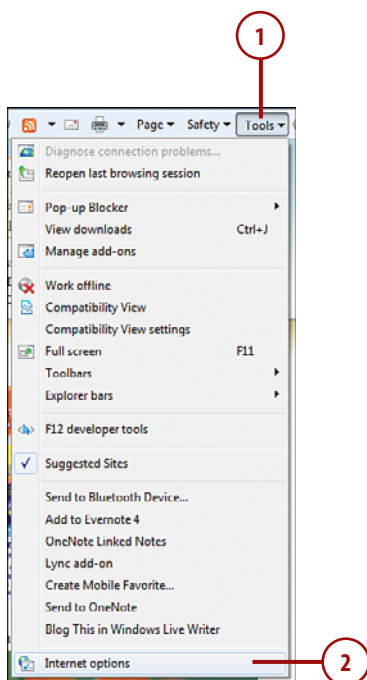 1
Page Safety Tools
Diagnose connection problems...
Reopen last browsing session
Pop-up Blocker
View downloads Ctrl+J
Manage add-ons
Work offline
Compatibility View
Compatibility View settings
Full screen F11
Toolbars
Explorer bars
F12 developer tools
Suggested Sites
Send to Bluetooth Device...
Add to Evernote 4
OneNote Linked Notes
Lync add-on
Create Mobile Favorite...
Send to OneNote
Blog This in Windows Live Writer
Internet options 2